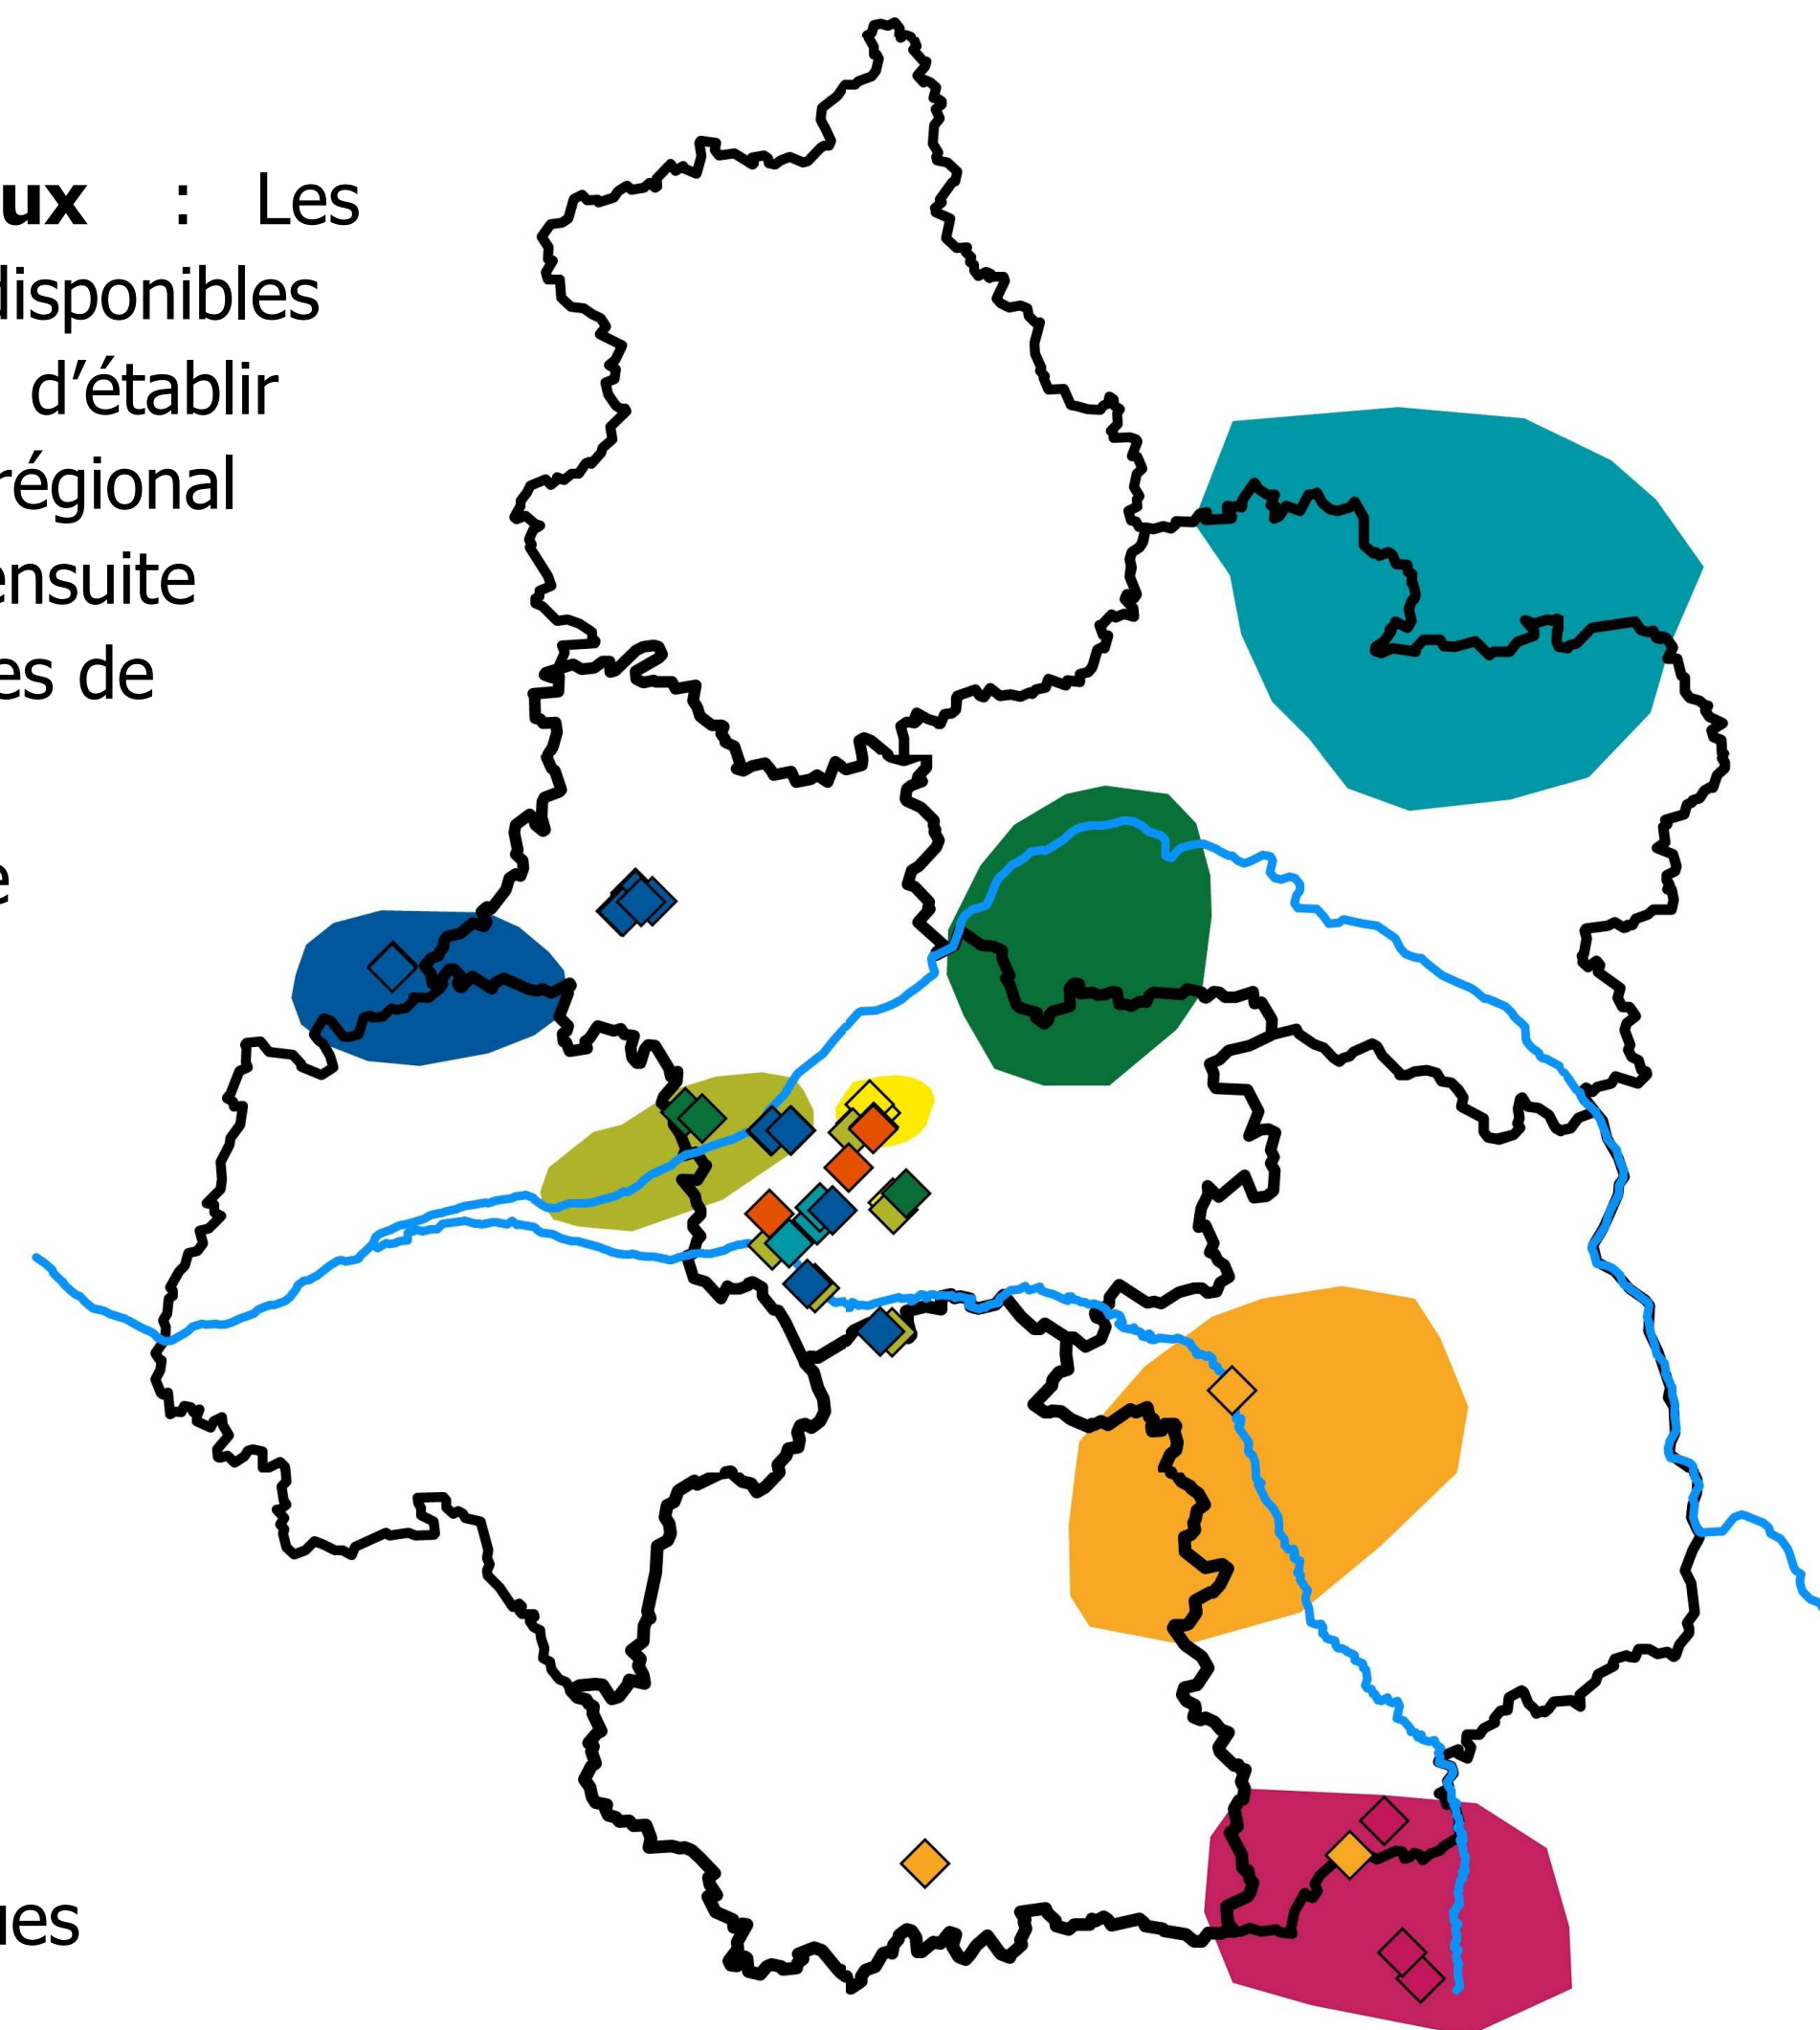 ux : Les
disponibles
d'établir
régional
ensuite
es de
e
ues